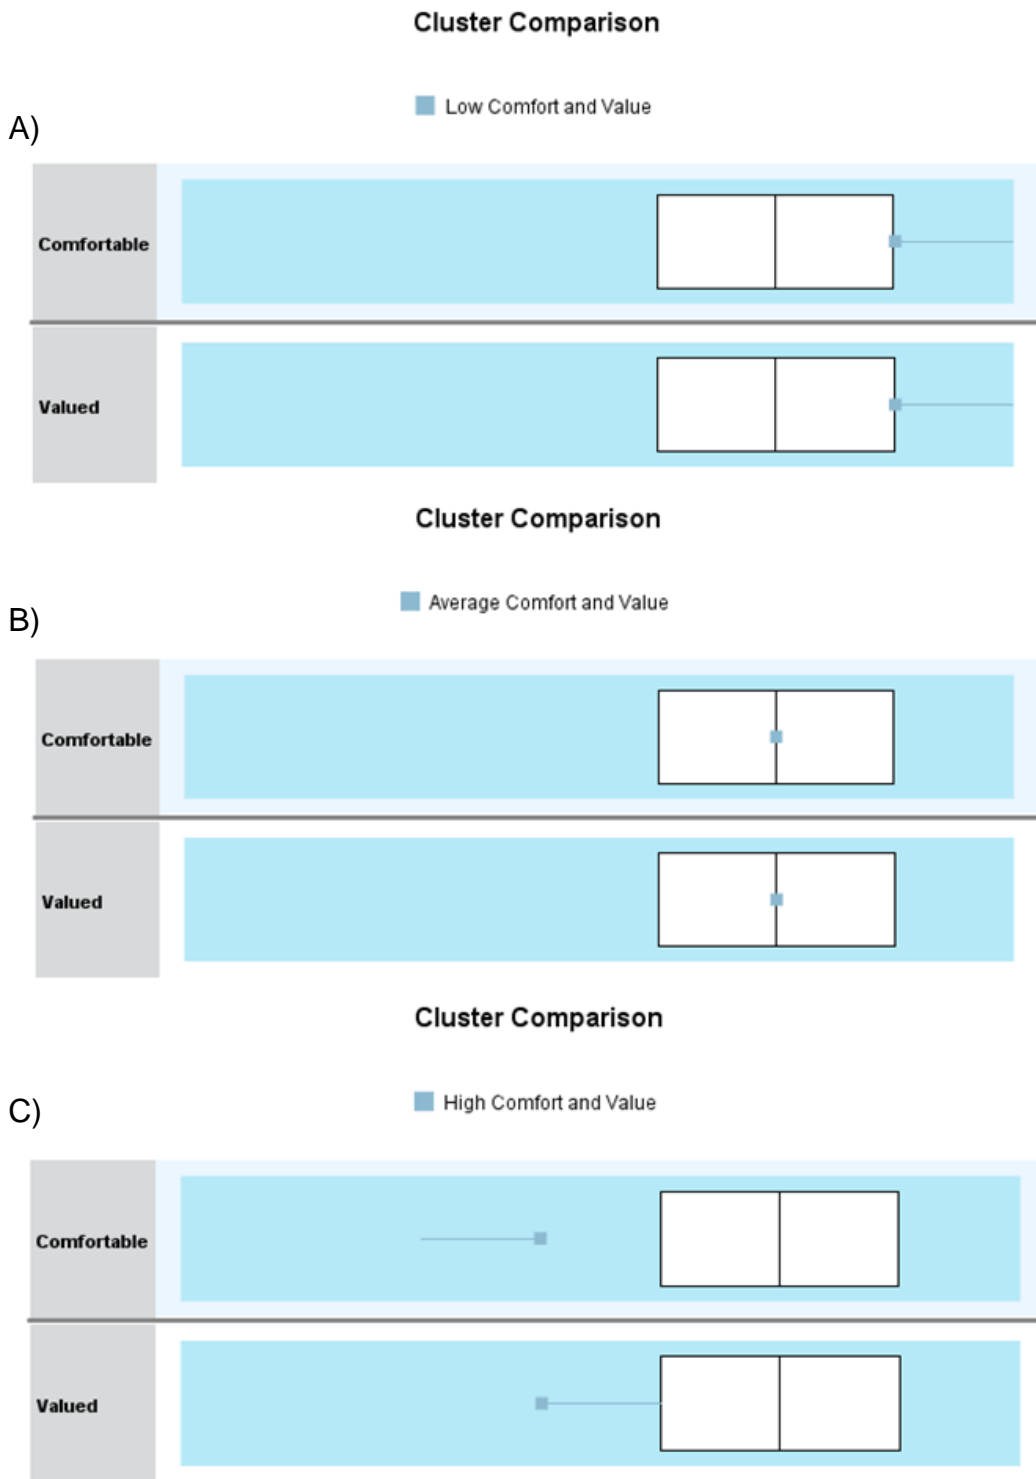 Cluster Comparison
Low Comfort and Value
A)
Comfortable
Valued
Cluster Comparison
Average Comfort and Value
B)
Comfortable
Valued
Cluster Comparison
High Comfort and Value
C)
Comfortable
Valued